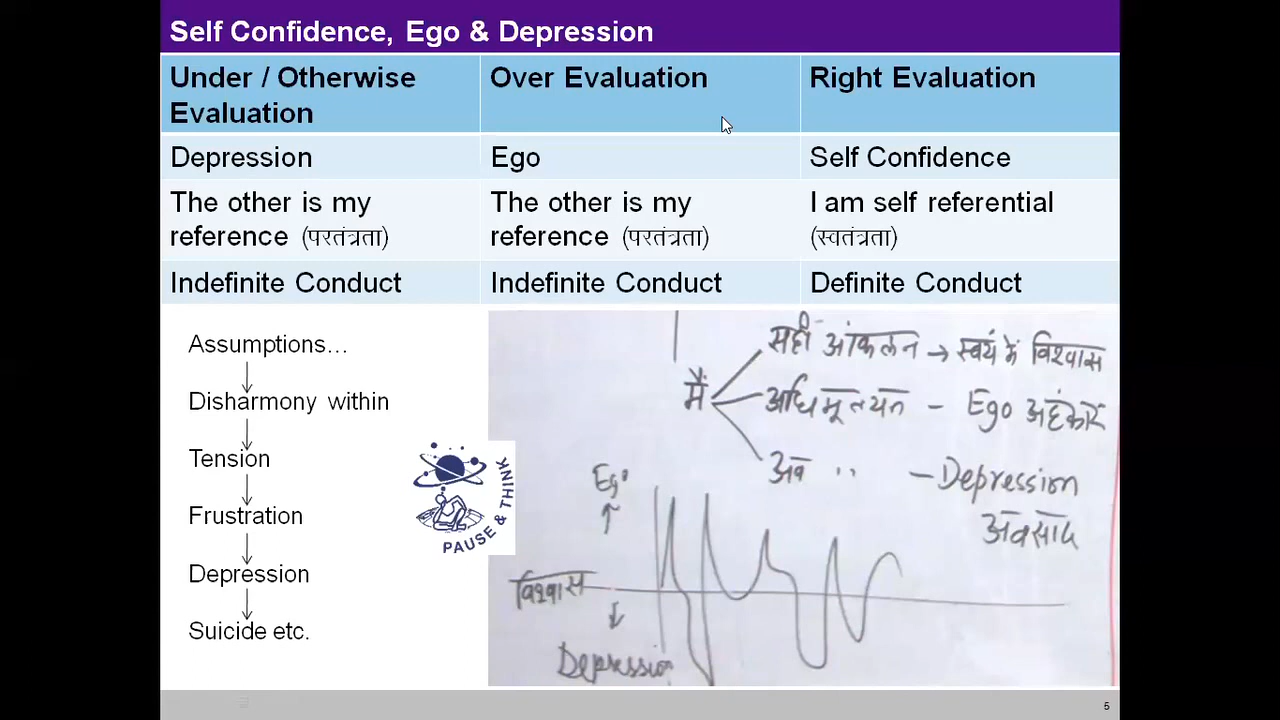 Self Confidence, Ego & Depression
Under / Otherwise
Evaluation
Over Evaluation
Right Evaluation
Depression
Ego
Self Confidence
The other is my
reference (परतंत्रता)
The other is my
reference (परतंत्रता)
I am self referential
(स्वतंत्रता)
Indefinite Conduct
Indefinite Conduct
Definite Conduct
Assumptions...
Disharmony within
Tension
Frustration
Depression
Suicide etc.
PAUSE & THINK
मैं
सही आंकलन → स्वयं में विश्वास
अधिमूल्यन - Ego अहंकार
अव ,, - Depression
अवसाद
Ego
↑
विश्वास
↓
Depression
5